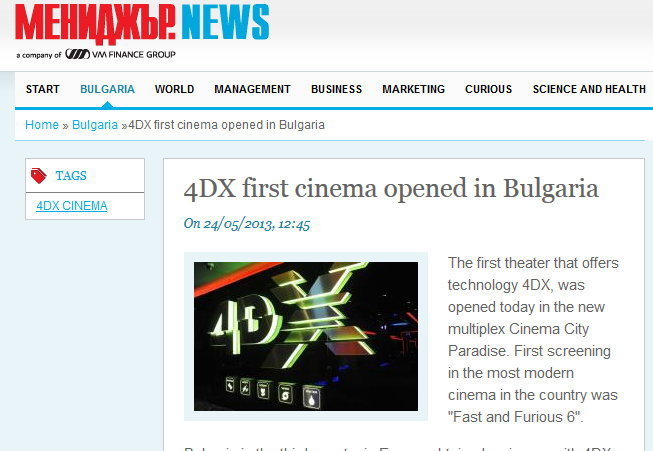 МЕНИДЖЪР. NEWS
a company of VM FINANCE GROUP
START BULGARIA WORLD MANAGEMENT BUSINESS MARKETING CURIOUS SCIENCE AND HEALTH
Home » Bulgaria »4DX first cinema opened in Bulgaria
TAGS
4DX CINEMA
4DX first cinema opened in Bulgaria
On 24/05/2013, 12:45
4DX
The first theater that offers
technology 4DX, was
opened today in the new
multiplex Cinema City
Paradise. First screening
in the most modern
cinema in the country was
"Fast and Furious 6".